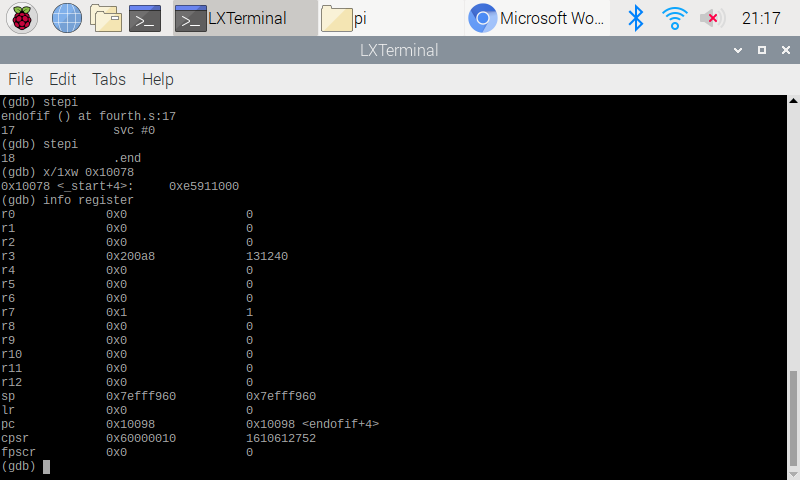 LXTerminal pi Microsoft Wo... 21:17
LXTerminal
File Edit Tabs Help
(gdb) stepi
endofif () at fourth.s:17
17 svc #0
(gdb) stepi
18 .end
(gdb) x/1xw 0x10078
0x10078 <_start+4>: 0xe5911000
(gdb) info register
r0 0x0 0
r1 0x0 0
r2 0x0 0
r3 0x200a8 131240
r4 0x0 0
r5 0x0 0
r6 0x0 0
r7 0x1 1
r8 0x0 0
r9 0x0 0
r10 0x0 0
r11 0x0 0
r12 0x0 0
sp 0x7efff960 0x7efff960
lr 0x0 0
pc 0x10098 0x10098 <endofif+4>
cpsr 0x60000010 1610612752
fpscr 0x0 0
(gdb)